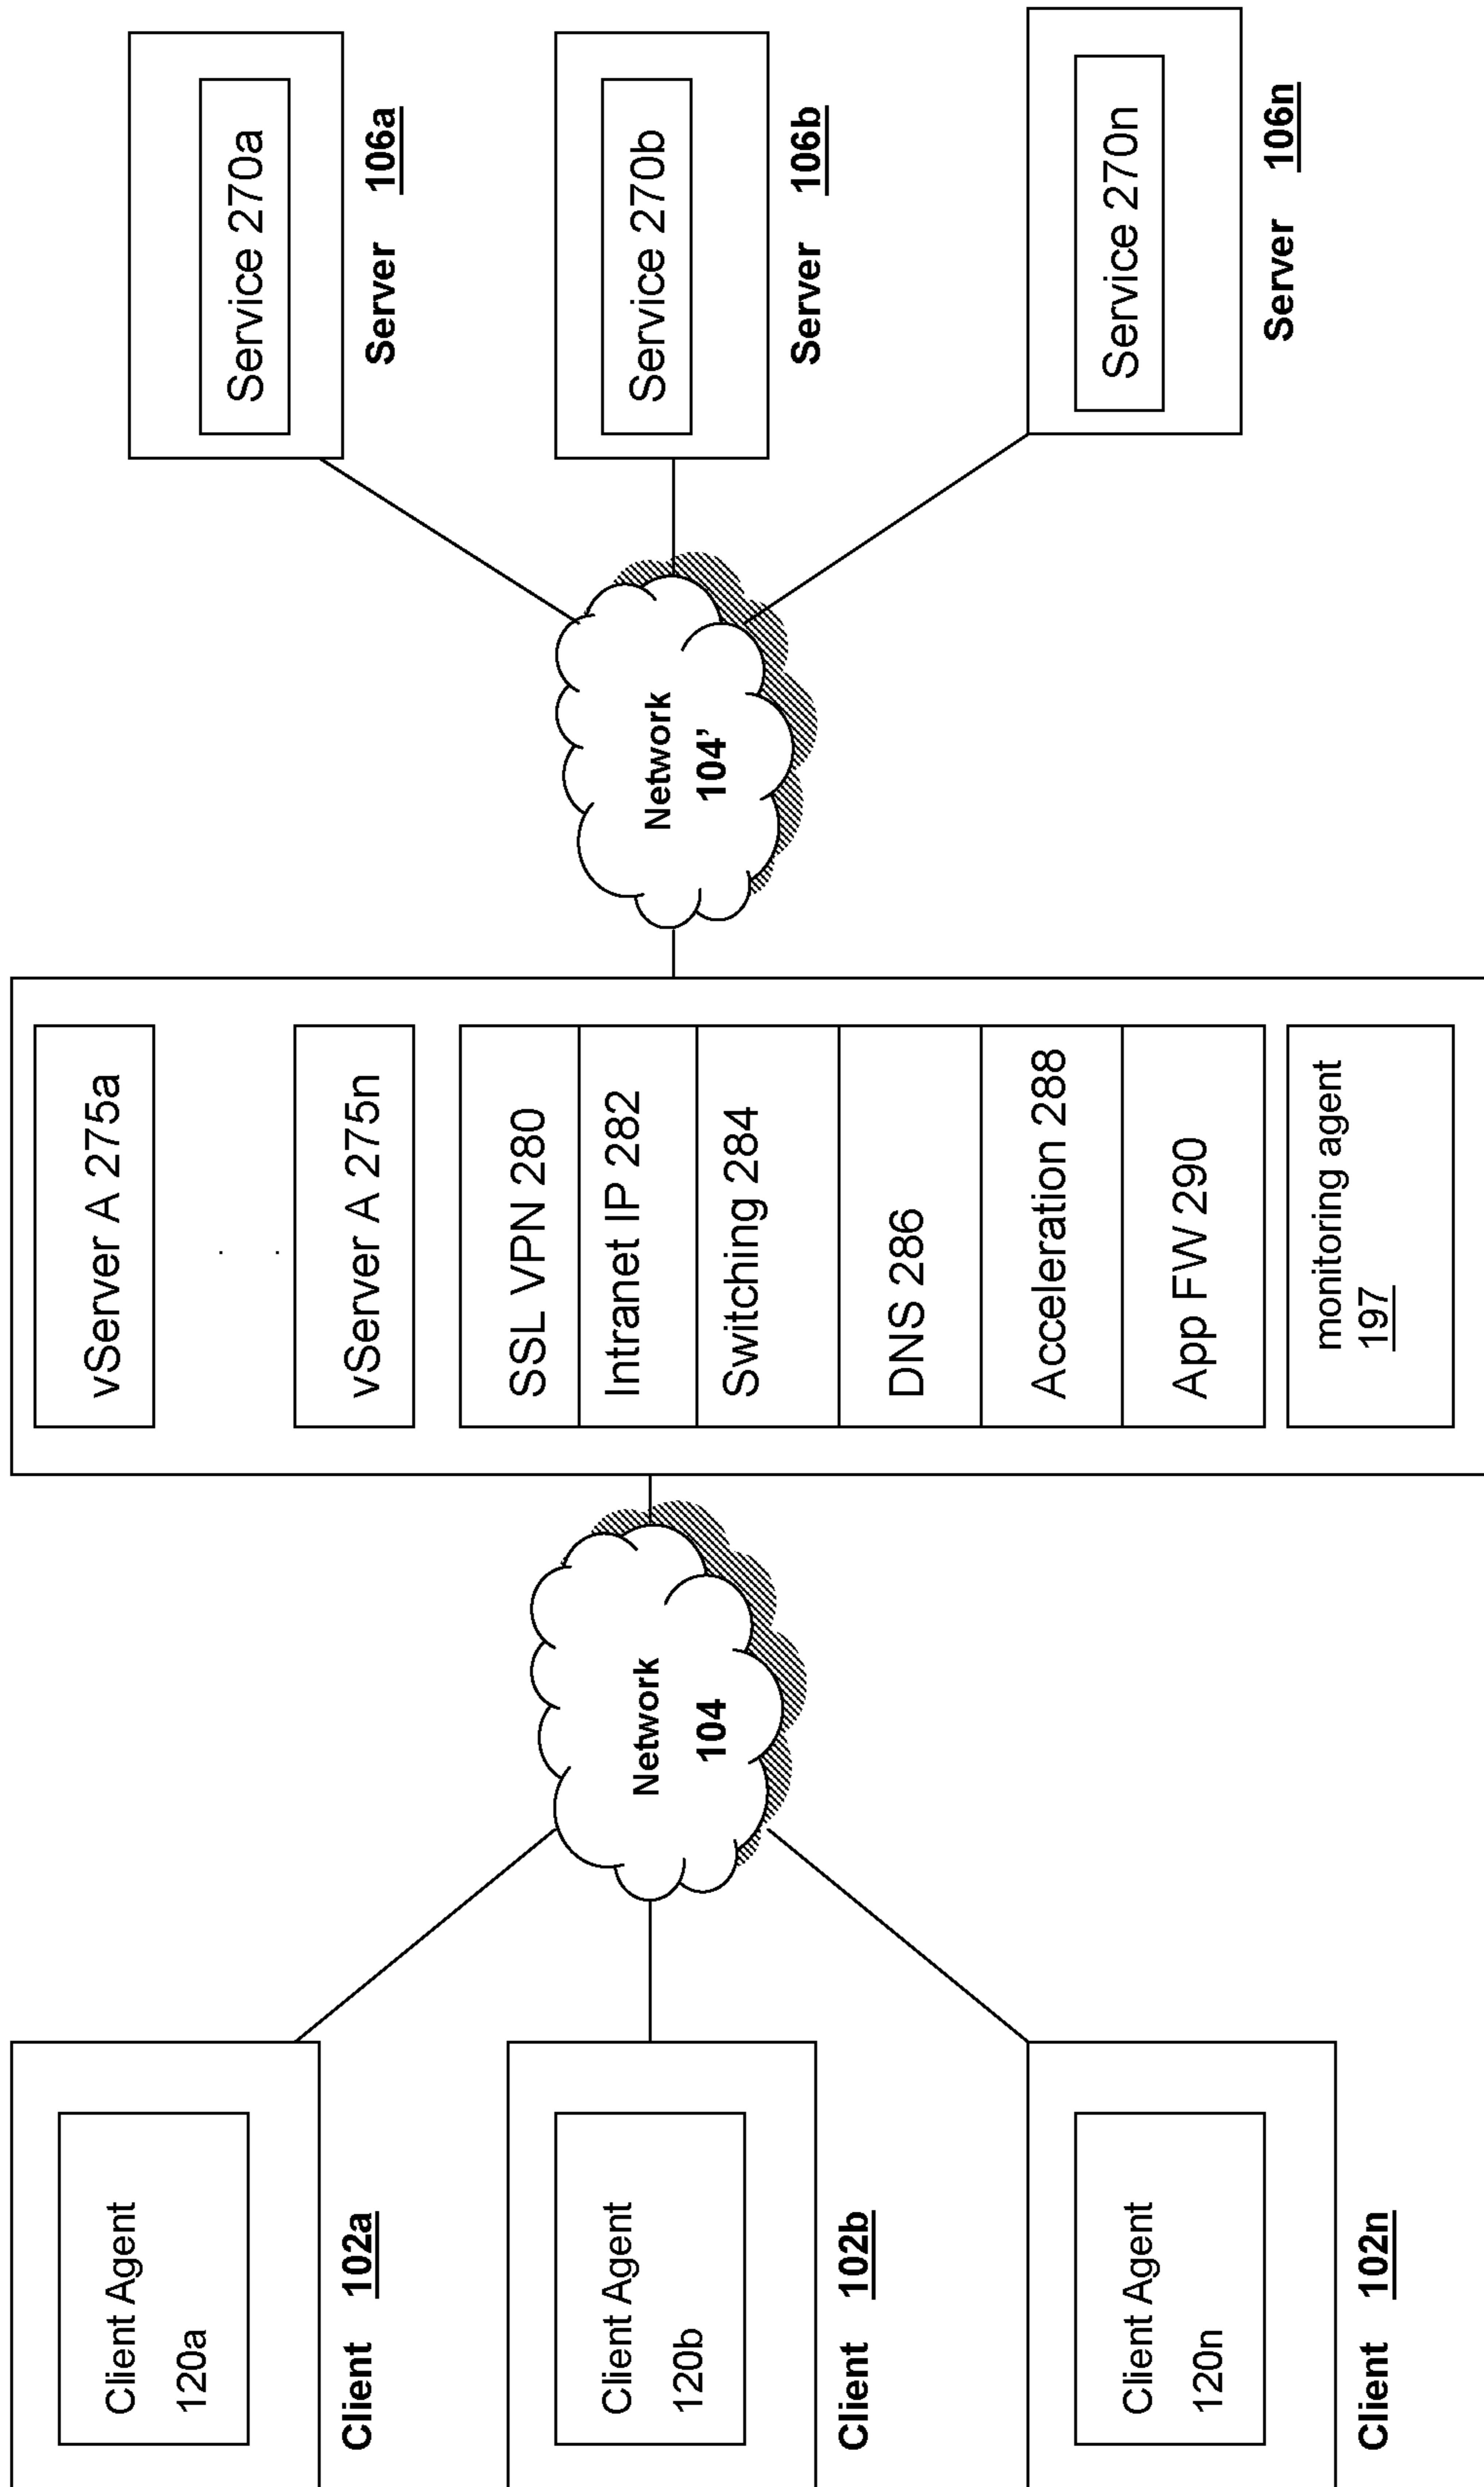 Client Agent
120a
Client 102a
Client Agent
120b
Client 102b
Client Agent
120n
Client 102n
Network
104
vServer A 275a
.
.
vServer A 275n
SSL VPN 280
Intranet IP 282
Switching 284
DNS 286
Acceleration 288
App FW 290
monitoring agent
197
Network
104’
Service 270a
Server 106a
Service 270b
Server 106b
Service 270n
Server 106n